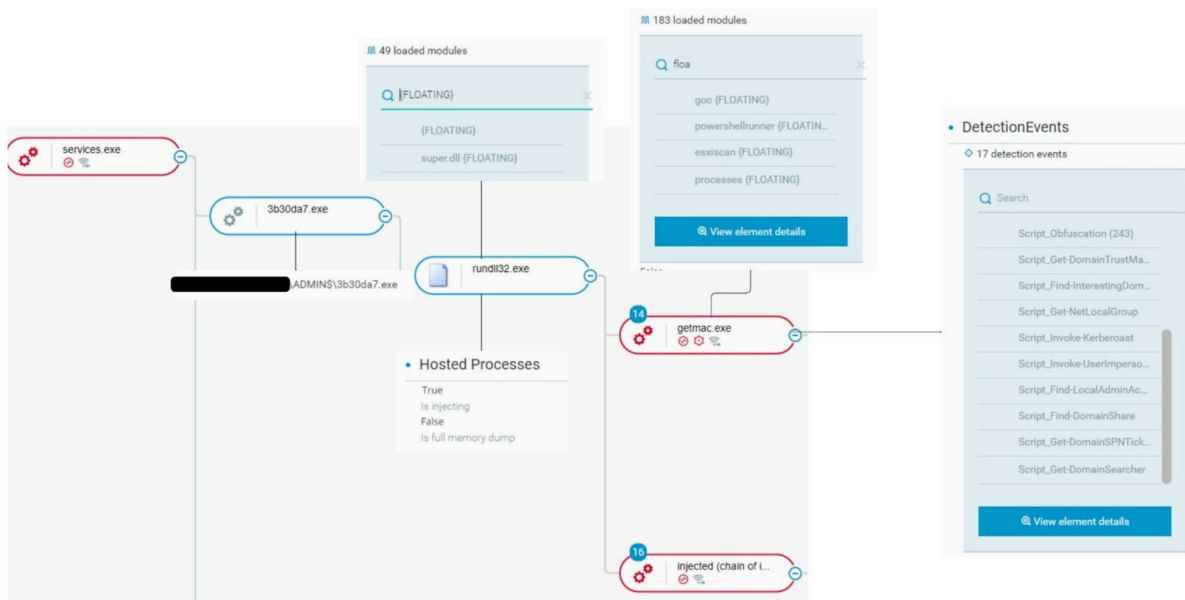 49 loaded modules
{FLOATING}
{FLOATING}
super.dll {FLOATING}
183 loaded modules
floa
goc {FLOATING}
powershellrunner {FLOATIN...
esxiscan {FLOATING}
processes {FLOATING}
View element details
services.exe
3b30da7.exe
\ADMIN$\3b30da7.exe
rundll32.exe
Hosted Processes
True
Is injecting
False
Is full memory dump
14
getmac.exe
16
injected (chain of i...
DetectionEvents
17 detection events
Search
Script_Obfuscation (243)
Script_Get-DomainTrustMa...
Script_Find-InterestingDom...
Script_Get-NetLocalGroup
Script_Invoke-Kerberoast
Script_Invoke-UserImperso...
Script_Find-LocalAdminAc...
Script_Find-DomainShare
Script_Get-DomainSPNTick...
Script_Get-DomainSearcher
View element details